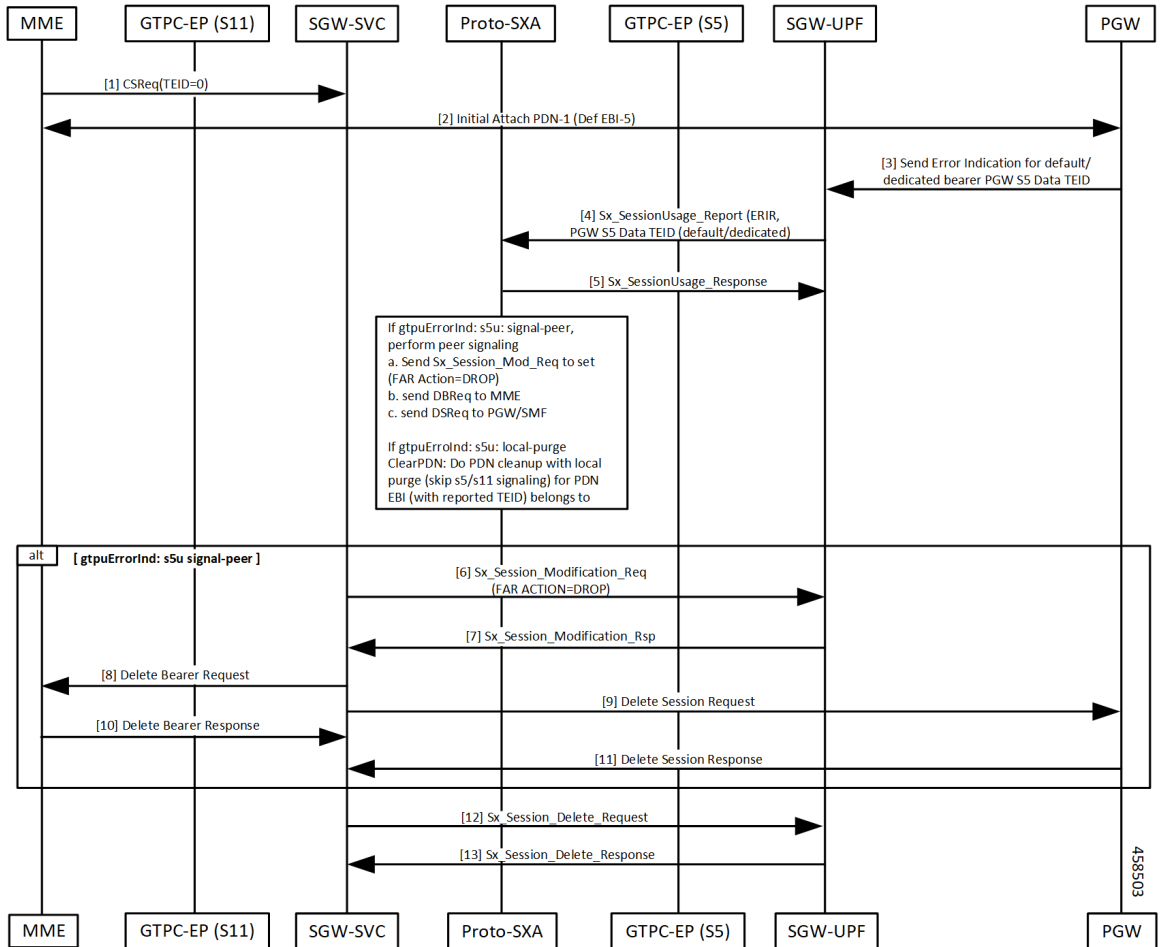 MME
GTPC-EP (S11)
SGW-SVC
Proto-SXA
GTPC-EP (S5)
SGW-UPF
PGW
[1] CSReq(TEID=0)
[2] Initial Attach PDN-1 (Def EBI-5)
[3] Send Error Indication for default/
dedicated bearer PGW S5 Data TEID
[4] Sx_SessionUsage_Report (ERIR,
PGW S5 Data TEID (default/dedicated)
[5] Sx_SessionUsage_Response
If gtpuErrorInd: s5u: signal-peer,
perform peer signaling
a. Send Sx_Session_Mod_Req to set
(FAR Action=DROP)
b. send DBReq to MME
c. send DSReq to PGW/SMF
If gtpuErroInd: s5u: local-purge
ClearPDN: Do PDN cleanup with local
purge (skip s5/s11 signaling) for PDN
EBI (with reported TEID) belongs to
alt
[ gtpuErrorInd: s5u signal-peer ]
[6] Sx_Session_Modification_Req
(FAR ACTION=DROP)
[7] Sx_Session_Modification_Rsp
[8] Delete Bearer Request
[9] Delete Session Request
[10] Delete Bearer Response
[11] Delete Session Response
[12] Sx_Session_Delete_Request
[13] Sx_Session_Delete_Response
458503
MME
GTPC-EP (S11)
SGW-SVC
Proto-SXA
GTPC-EP (S5)
SGW-UPF
PGW